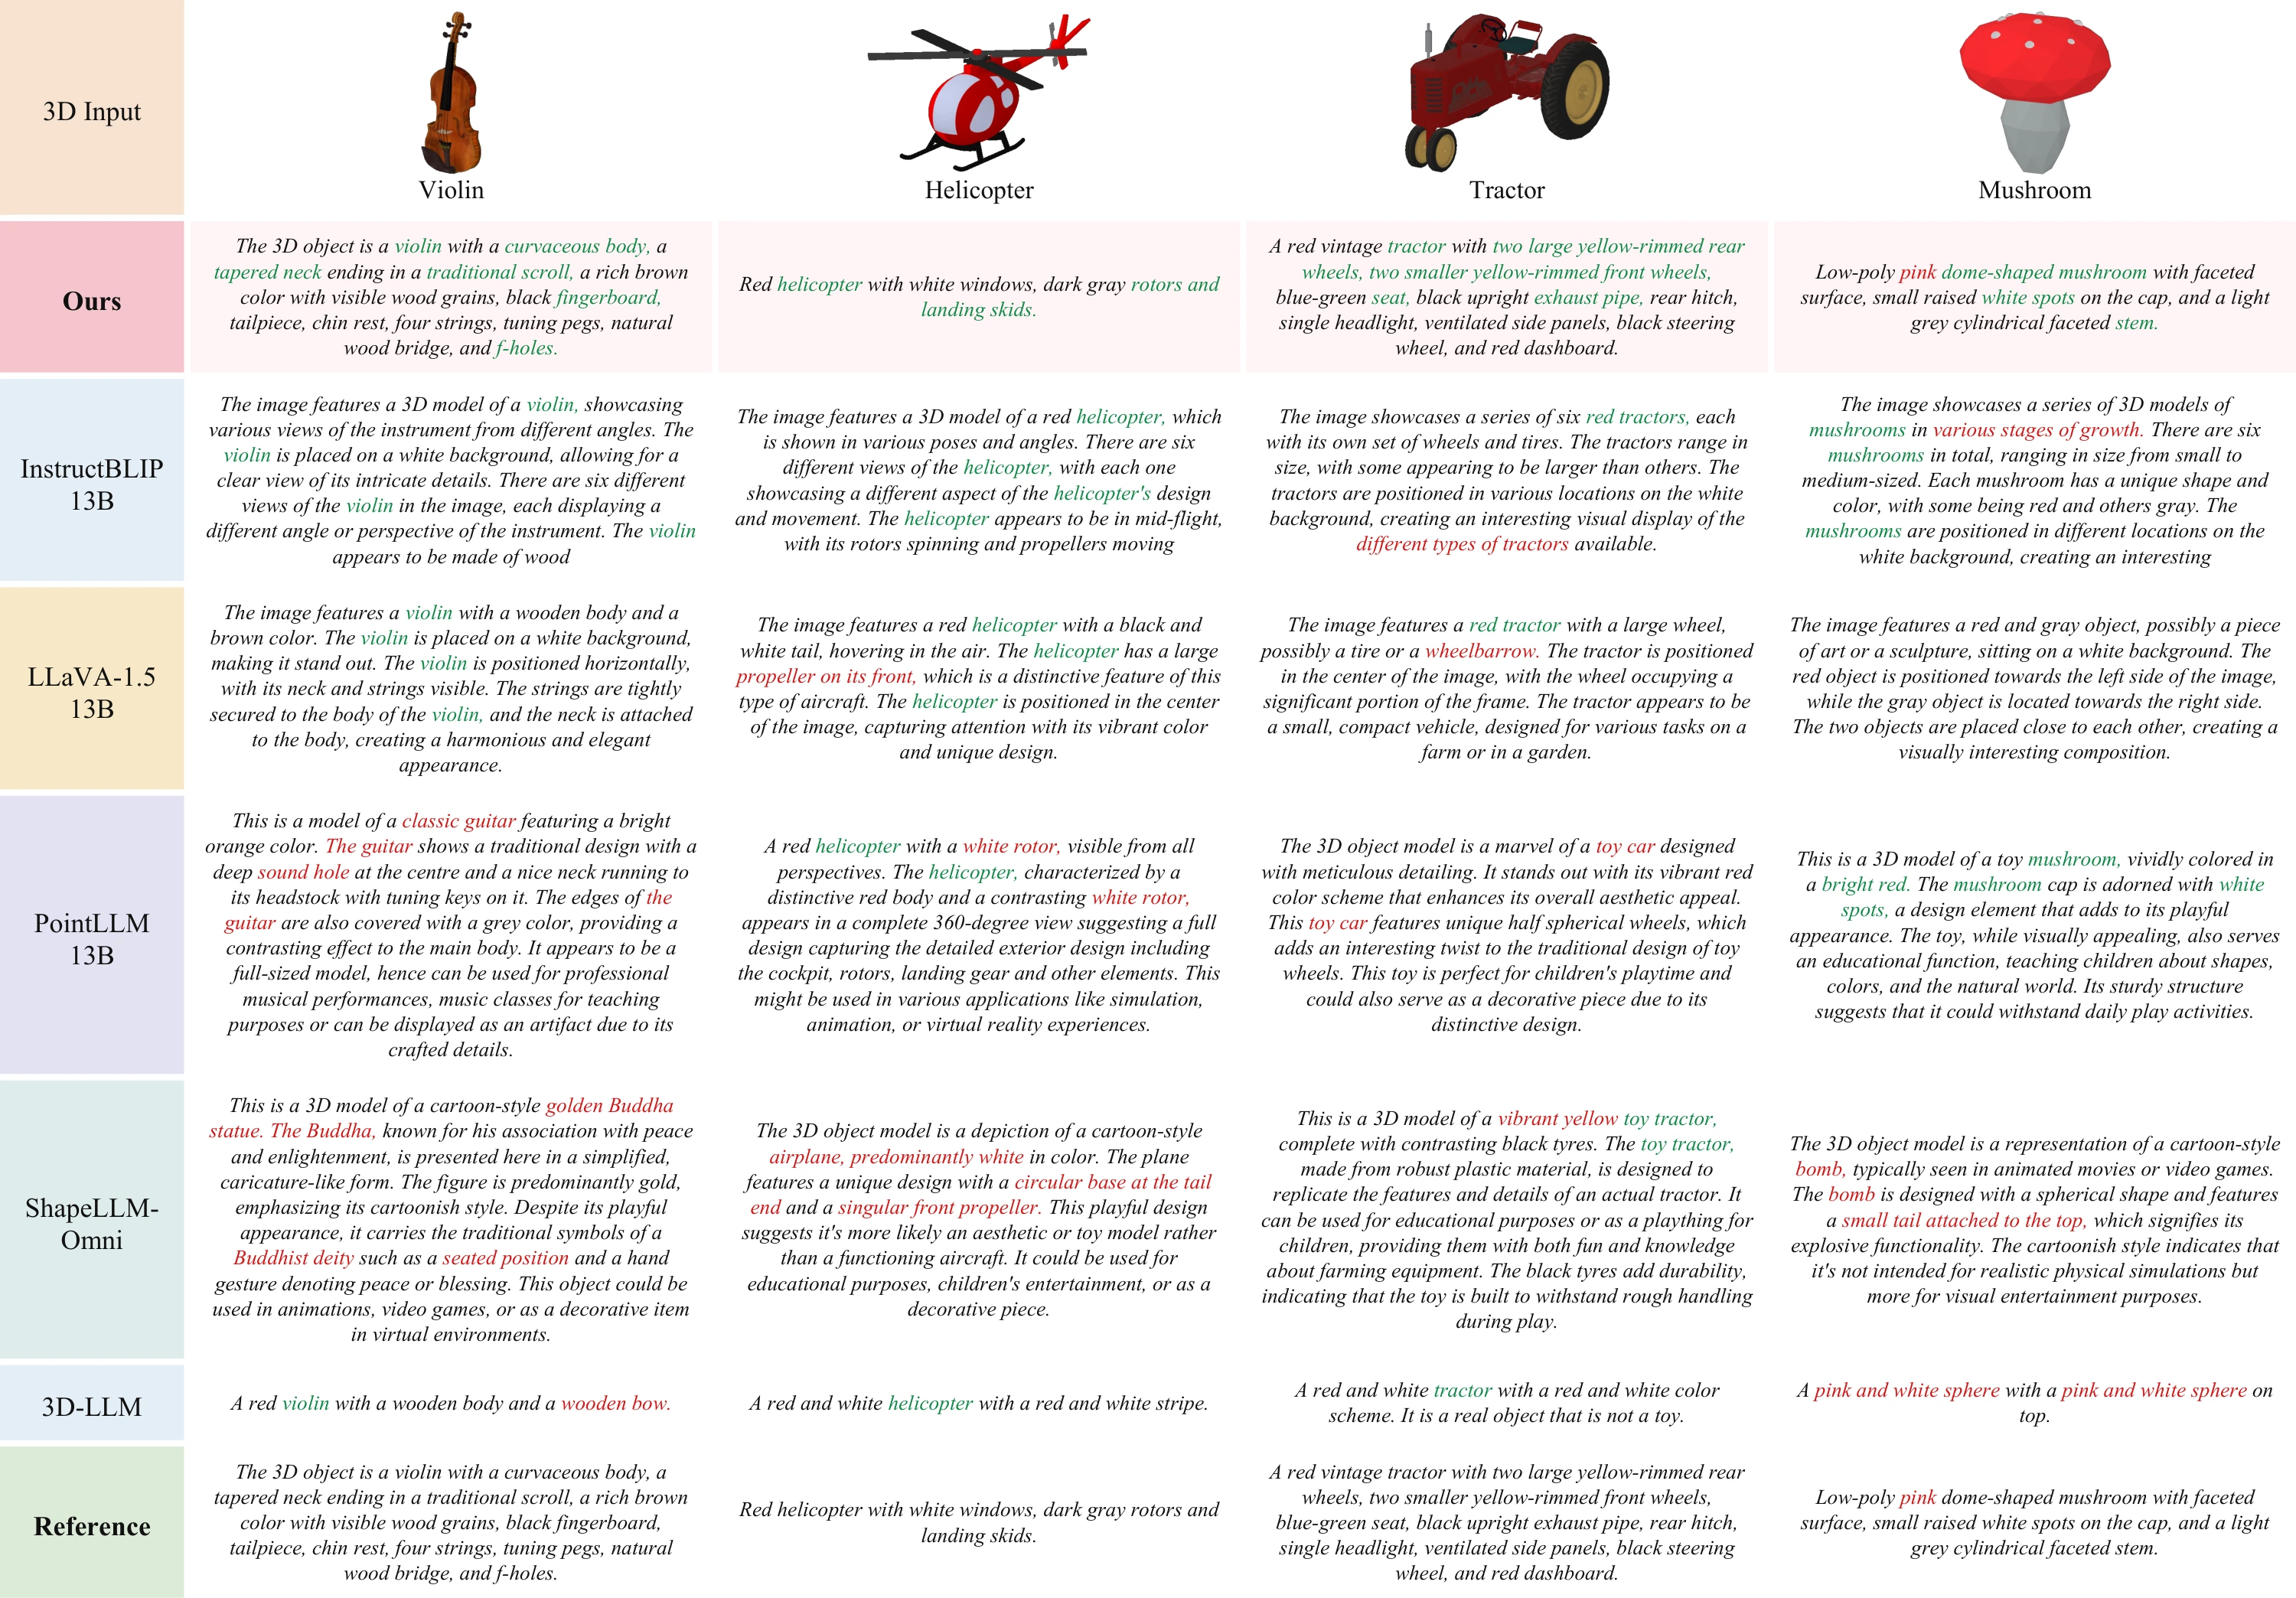 3D Input
Violin
Helicopter
Tractor
Mushroom
Ours
The 3D object is a violin with a curvaceous body, a
tapered neck ending in a traditional scroll, a rich brown
color with visible wood grains, black fingerboard,
tailpiece, chin rest, four strings, tuning pegs, natural
wood bridge, and f-holes.
Red helicopter with white windows, dark gray rotors and
landing skids.
A red vintage tractor with two large yellow-rimmed rear
wheels, two smaller yellow-rimmed front wheels,
blue-green seat, black upright exhaust pipe, rear hitch,
single headlight, ventilated side panels, black steering
wheel, and red dashboard.
Low-poly pink dome-shaped mushroom with faceted
surface, small raised white spots on the cap, and a light
grey cylindrical faceted stem.
InstructBLIP
13B
The image features a 3D model of a violin, showcasing
various views of the instrument from different angles. The
violin is placed on a white background, allowing for a
clear view of its intricate details. There are six different
views of the violin in the image, each displaying a
different angle or perspective of the instrument. The violin
appears to be made of wood
The image features a 3D model of a red helicopter, which
is shown in various poses and angles. There are six
different views of the helicopter, with each one
showcasing a different aspect of the helicopter's design
and movement. The helicopter appears to be in mid-flight,
with its rotors spinning and propellers moving
The image showcases a series of six red tractors, each
with its own set of wheels and tires. The tractors range in
size, with some appearing to be larger than others. The
tractors are positioned in various locations on the white
background, creating an interesting visual display of the
different types of tractors available.
The image showcases a series of 3D models of
mushrooms in various stages of growth. There are six
mushrooms in total, ranging in size from small to
medium-sized. Each mushroom has a unique shape and
color, with some being red and others gray. The
mushrooms are positioned in different locations on the
white background, creating an interesting
LLaVA-1.5
13B
The image features a violin with a wooden body and a
brown color. The violin is placed on a white background,
making it stand out. The violin is positioned horizontally,
with its neck and strings visible. The strings are tightly
secured to the body of the violin, and the neck is attached
to the body, creating a harmonious and elegant
appearance.
The image features a red helicopter with a black and
white tail, hovering in the air. The helicopter has a large
propeller on its front, which is a distinctive feature of this
type of aircraft. The helicopter is positioned in the center
of the image, capturing attention with its vibrant color
and unique design.
The image features a red tractor with a large wheel,
possibly a tire or a wheelbarrow. The tractor is positioned
in the center of the image, with the wheel occupying a
significant portion of the frame. The tractor appears to be
a small, compact vehicle, designed for various tasks on a
farm or in a garden.
The image features a red and gray object, possibly a piece
of art or a sculpture, sitting on a white background. The
red object is positioned towards the left side of the image,
while the gray object is located towards the right side.
The two objects are placed close to each other, creating a
visually interesting composition.
PointLLM
13B
This is a model of a classic guitar featuring a bright
orange color. The guitar shows a traditional design with a
deep sound hole at the centre and a nice neck running to
its headstock with tuning keys on it. The edges of the
guitar are also covered with a grey color, providing a
contrasting effect to the main body. It appears to be a
full-sized model, hence can be used for professional
musical performances, music classes for teaching
purposes or can be displayed as an artifact due to its
crafted details.
A red helicopter with a white rotor, visible from all
perspectives. The helicopter, characterized by a
distinctive red body and a contrasting white rotor,
appears in a complete 360-degree view suggesting a full
design capturing the detailed exterior design including
the cockpit, rotors, landing gear and other elements. This
might be used in various applications like simulation,
animation, or virtual reality experiences.
The 3D object model is a marvel of a toy car designed
with meticulous detailing. It stands out with its vibrant red
color scheme that enhances its overall aesthetic appeal.
This toy car features unique half spherical wheels, which
adds an interesting twist to the traditional design of toy
wheels. This toy is perfect for children's playtime and
could also serve as a decorative piece due to its
distinctive design.
This is a 3D model of a toy mushroom, vividly colored in
a bright red. The mushroom cap is adorned with white
spots, a design element that adds to its playful
appearance. The toy, while visually appealing, also serves
an educational function, teaching children about shapes,
colors, and the natural world. Its sturdy structure
suggests that it could withstand daily play activities.
ShapeLLM-
Omni
This is a 3D model of a cartoon-style golden Buddha
statue. The Buddha, known for his association with peace
and enlightenment, is presented here in a simplified,
caricature-like form. The figure is predominantly gold,
emphasizing its cartoonish style. Despite its playful
appearance, it carries the traditional symbols of a
Buddhist deity such as a seated position and a hand
gesture denoting peace or blessing. This object could be
used in animations, video games, or as a decorative item
in virtual environments.
The 3D object model is a depiction of a cartoon-style
airplane, predominantly white in color. The plane
features a unique design with a circular base at the tail
end and a singular front propeller. This playful design
suggests it's more likely an aesthetic or toy model rather
than a functioning aircraft. It could be used for
educational purposes, children's entertainment, or as a
decorative piece.
This is a 3D model of a vibrant yellow toy tractor,
complete with contrasting black tyres. The toy tractor,
made from robust plastic material, is designed to
replicate the features and details of an actual tractor. It
can be used for educational purposes or as a plaything for
children, providing them with both fun and knowledge
about farming equipment. The black tyres add durability,
indicating that the toy is built to withstand rough handling
during play.
The 3D object model is a representation of a cartoon-style
bomb, typically seen in animated movies or video games.
The bomb is designed with a spherical shape and features
a small tail attached to the top, which signifies its
explosive functionality. The cartoonish style indicates that
it's not intended for realistic physical simulations but
more for visual entertainment purposes.
3D-LLM
A red violin with a wooden body and a wooden bow.
A red and white helicopter with a red and white stripe.
A red and white tractor with a red and white color
scheme. It is a real object that is not a toy.
A pink and white sphere with a pink and white sphere on
top.
Reference
The 3D object is a violin with a curvaceous body, a
tapered neck ending in a traditional scroll, a rich brown
color with visible wood grains, black fingerboard,
tailpiece, chin rest, four strings, tuning pegs, natural
wood bridge, and f-holes.
Red helicopter with white windows, dark gray rotors and
landing skids.
A red vintage tractor with two large yellow-rimmed rear
wheels, two smaller yellow-rimmed front wheels,
blue-green seat, black upright exhaust pipe, rear hitch,
single headlight, ventilated side panels, black steering
wheel, and red dashboard.
Low-poly pink dome-shaped mushroom with faceted
surface, small raised white spots on the cap, and a light
grey cylindrical faceted stem.